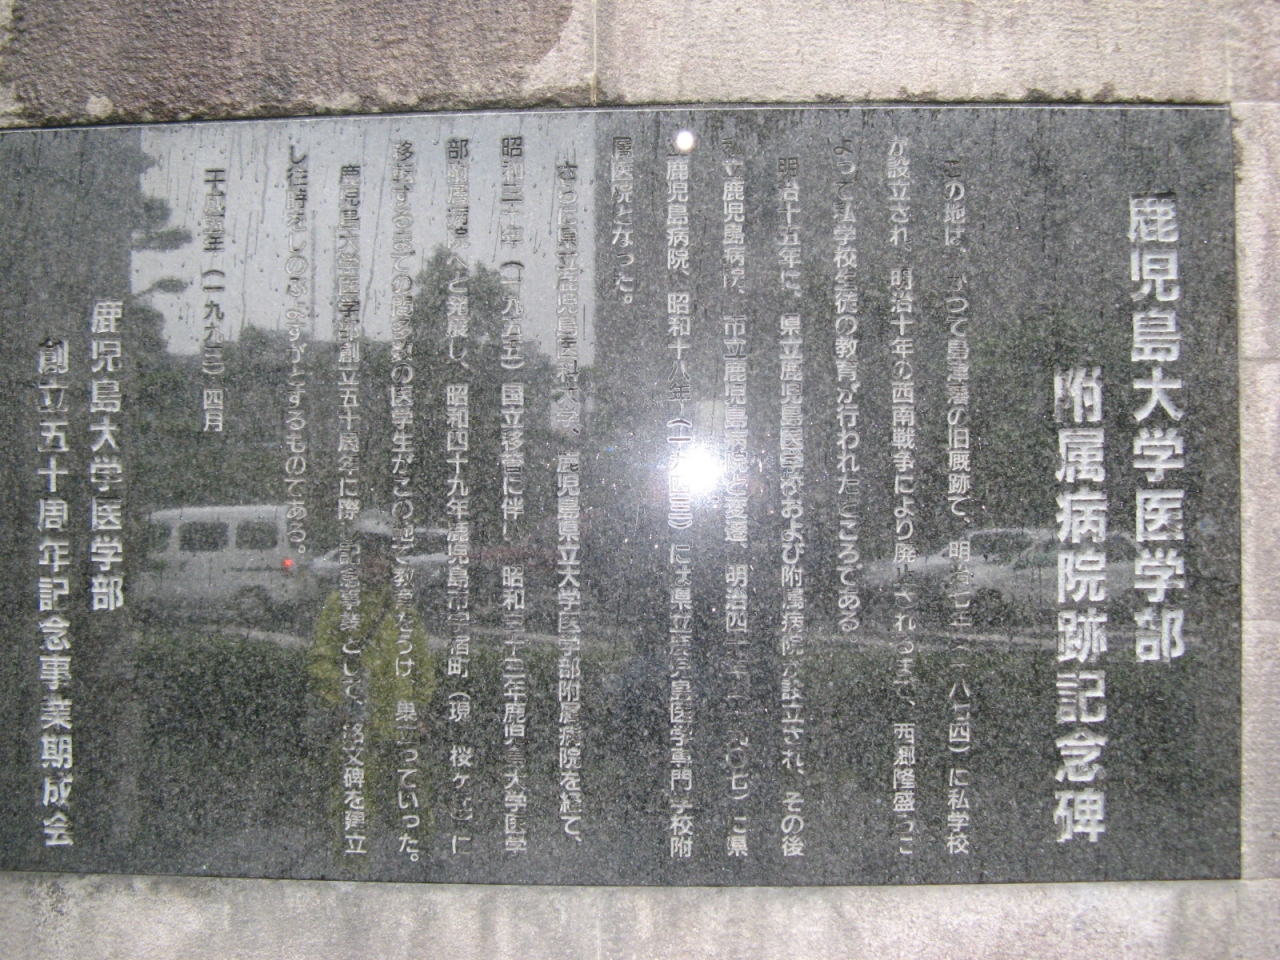 鹿児島大学医学部
附属病院跡記念碑
この地は、かつて島津藩の旧厩跡で、明治七年（一八七四）に私学校
が設立され、明治十年の西南戦争により廃止されるまで、西郷隆盛らに
よって私学校生徒の教育が行われたところである。
明治十五年に、県立鹿児島医学校および附属病院が設立され、その後
鹿児島病院、市立鹿児島病院と変遷、明治四十年（一九〇七）に県
立鹿児島病院、昭和十八年（一九四三）には県立鹿児島医学専門学校附
属医院となった。
さらに県立鹿児島医科大学、鹿児島県立大学医学部附属病院を経て、
昭和三十年（一九五五）国立移管に伴い、昭和三十三年鹿児島大学医学
部附属病院へと発展し、昭和四十九年鹿児島市宇宿町（現 桜ヶ丘）に
移転するまでの間多数の医学生がこの地で教育をうけ、巣立っていった。
鹿児島大学医学部創立五十周年に際し記念事業として、銘文碑を建立
し往時をしのぶよすがとするものである。
平成五年（一九九三）四月
鹿児島大学医学部
創立五十周年記念事業期成会